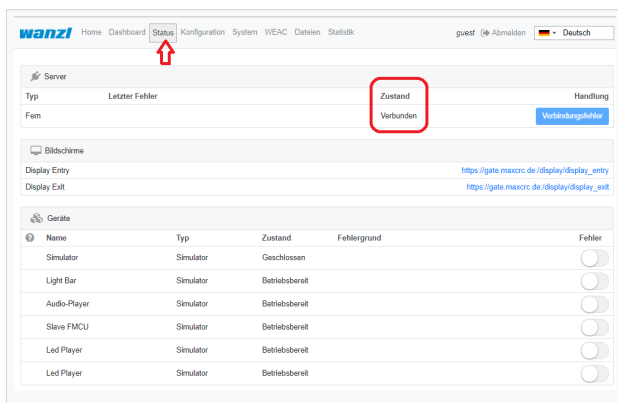 wanzl Home Dashboard Status Konfiguration System WEAC Dateien Statistik guest Abmelden Deutsch
Server
Typ Letzter Fehler Zustand Handlung
Fern Verbunden Verbindungsfehler
Bildschirme
Display Entry https://gate.maxcrc.de:/display/display_entry
Display Exit https://gate.maxcrc.de:/display/display_exit
Geräte
Name Typ Zustand Fehlergrund Fehler
Simulator Simulator Geschlossen
Light Bar Simulator Betriebsbereit
Audio-Player Simulator Betriebsbereit
Slave FMCU Simulator Betriebsbereit
Led Player Simulator Betriebsbereit
Led Player Simulator Betriebsbereit